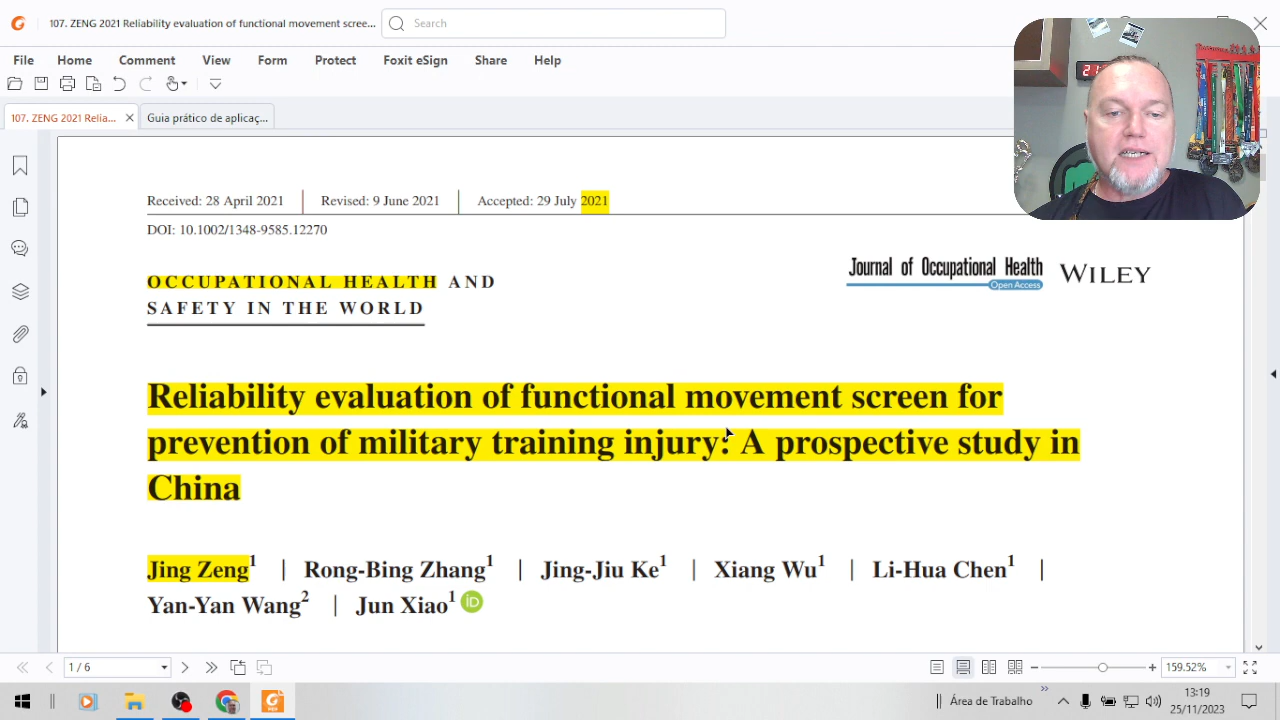 107. ZENG 2021 Reliability evaluation of functional movement scree...
Search
File Home Comment View Form Protect Foxit eSign Share Help
107. ZENG 2021 Relia...
Guia prático de aplicaç...
Received: 28 April 2021 Revised: 9 June 2021 Accepted: 29 July 2021
DOI: 10.1002/1348-9585.12270
OCCUPATIONAL HEALTH AND
SAFETY IN THE WORLD
Journal of Occupational Health
Open Access
WILEY
Reliability evaluation of functional movement screen for
prevention of military training injury: A prospective study in
China
Jing Zeng1 | Rong-Bing Zhang1 | Jing-Jiu Ke1 | Xiang Wu1 | Li-Hua Chen1 |
Yan-Yan Wang2 | Jun Xiao1 iD
1 / 6
159.52%
Área de Trabalho
13:19
25/11/2023